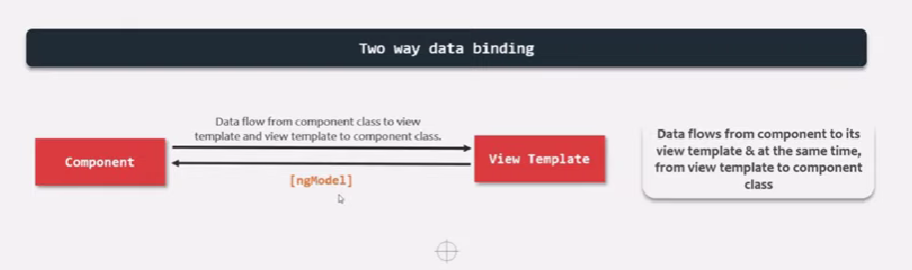 Two way data binding
Data flow from component class to view
template and view template to component class.
Component
View Template
[ngModel]
Data flows from component to its
view template & at the same time,
from view template to component
class